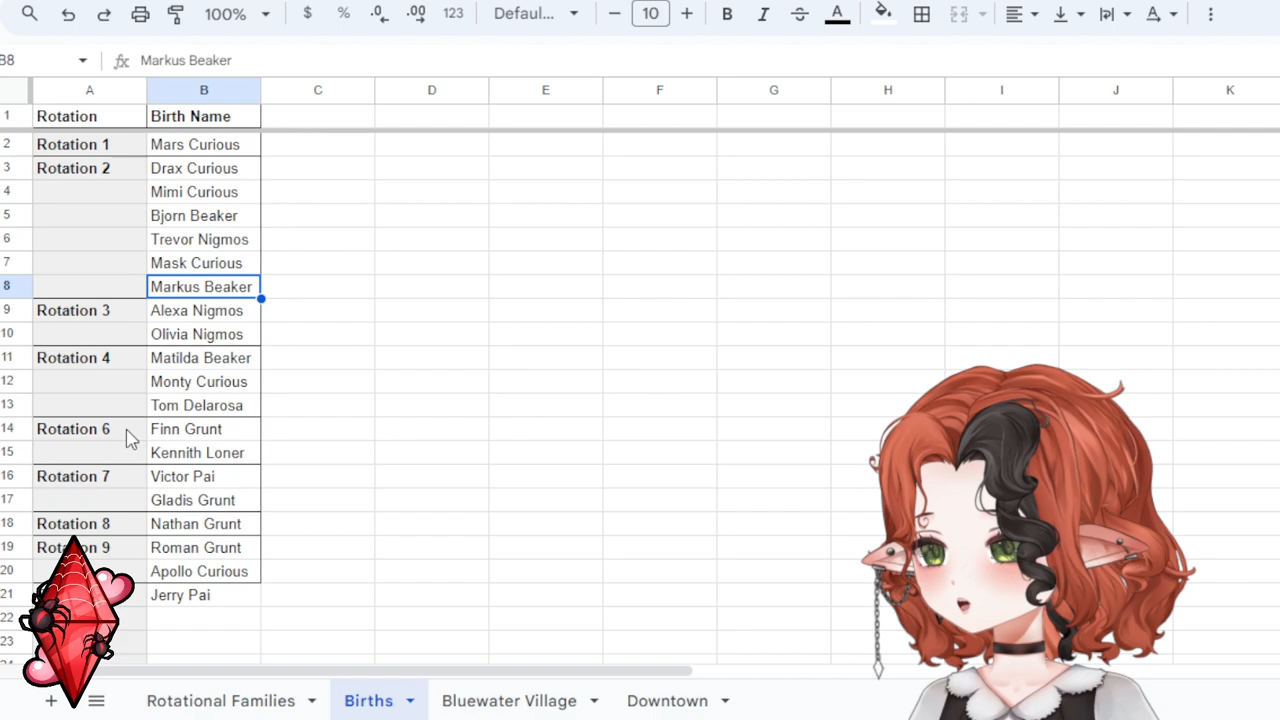 100% $ % .0 .00 123 Defaul... 10 B I A A
B8 fx Markus Beaker
A B C D E F G H I J K
1 Rotation Birth Name
2 Rotation 1 Mars Curious
3 Rotation 2 Drax Curious
4 Mimi Curious
5 Bjorn Beaker
6 Trevor Nigmos
7 Mask Curious
8 Markus Beaker
9 Rotation 3 Alexa Nigmos
10 Olivia Nigmos
11 Rotation 4 Matilda Beaker
12 Monty Curious
13 Tom Delarosa
14 Rotation 6 Finn Grunt
15 Kennith Loner
16 Rotation 7 Victor Pai
17 Gladis Grunt
18 Rotation 8 Nathan Grunt
19 Rotation 9 Roman Grunt
20 Apollo Curious
21 Jerry Pai
22
23
Rotational Families Births Bluewater Village Downtown